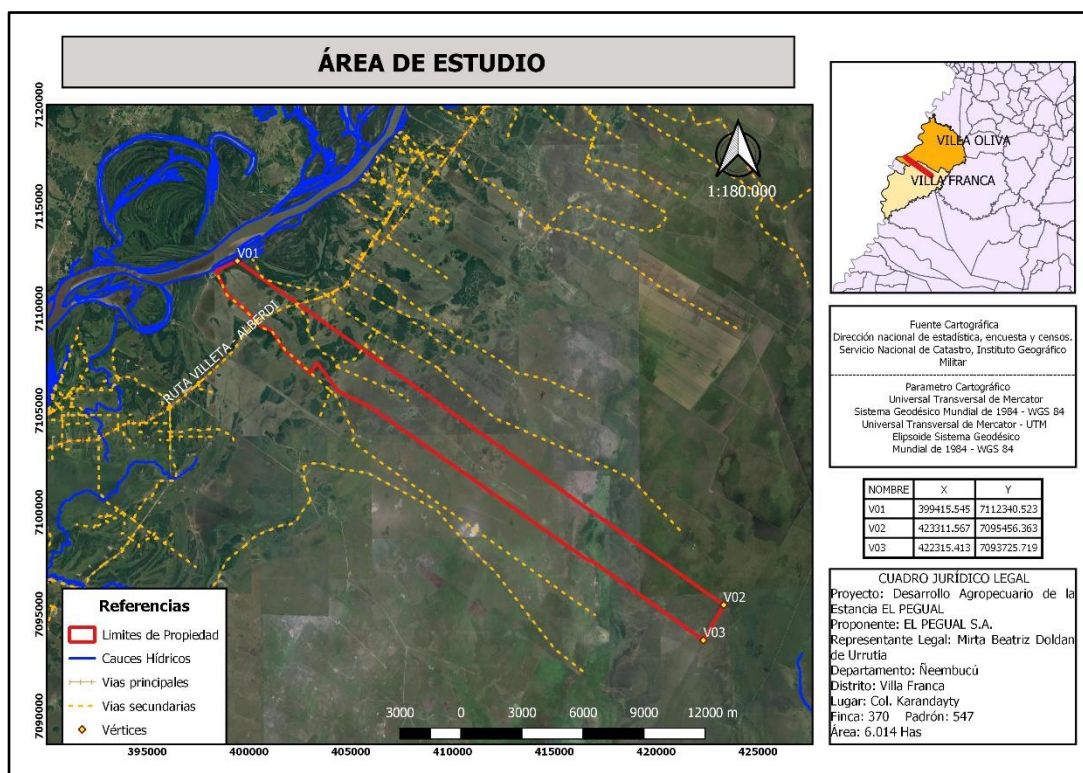 ÁREA DE ESTUDIO
7120000
7115000
7110000
7105000
7100000
7095000
7090000
V01
RUTA VILLETA - ALBERDI
1:180.000
V02
V03
Referencias
Limites de Propiedad
Cauces Hídricos
Vias principales
Vias secundarias
Vértices
3000 0 3000 6000 9000 12000 m
395000 400000 405000 410000 415000 420000 425000
VILLA OLIVA
VILLA FRANCA
Fuente Cartográfica
Dirección nacional de estadística, encuesta y censos.
Servicio Nacional de Catastro, Instituto Geográfico
Militar
Parametro Cartográfico
Universal Transversal de Mercator
Sistema Geodésico Mundial de 1984 - WGS 84
Universal Transversal de Mercator - UTM
Elipsoide Sistema Geodésico
Mundial de 1984 - WGS 84
NOMBRE X Y
V01 399415.545 7112340.523
V02 423311.567 7095456.363
V03 422315.413 7093725.719
CUADRO JURÍDICO LEGAL
Proyecto: Desarrollo Agropecuario de la
Estancia EL PEGUAL
Proponente: EL PEGUAL S.A.
Representante Legal: Mirta Beatriz Doldan
de Urrutia
Departamento: Ñeembucú
Distrito: Villa Franca
Lugar: Col. Karandayty
Finca: 370 Padrón: 547
Área: 6.014 Has